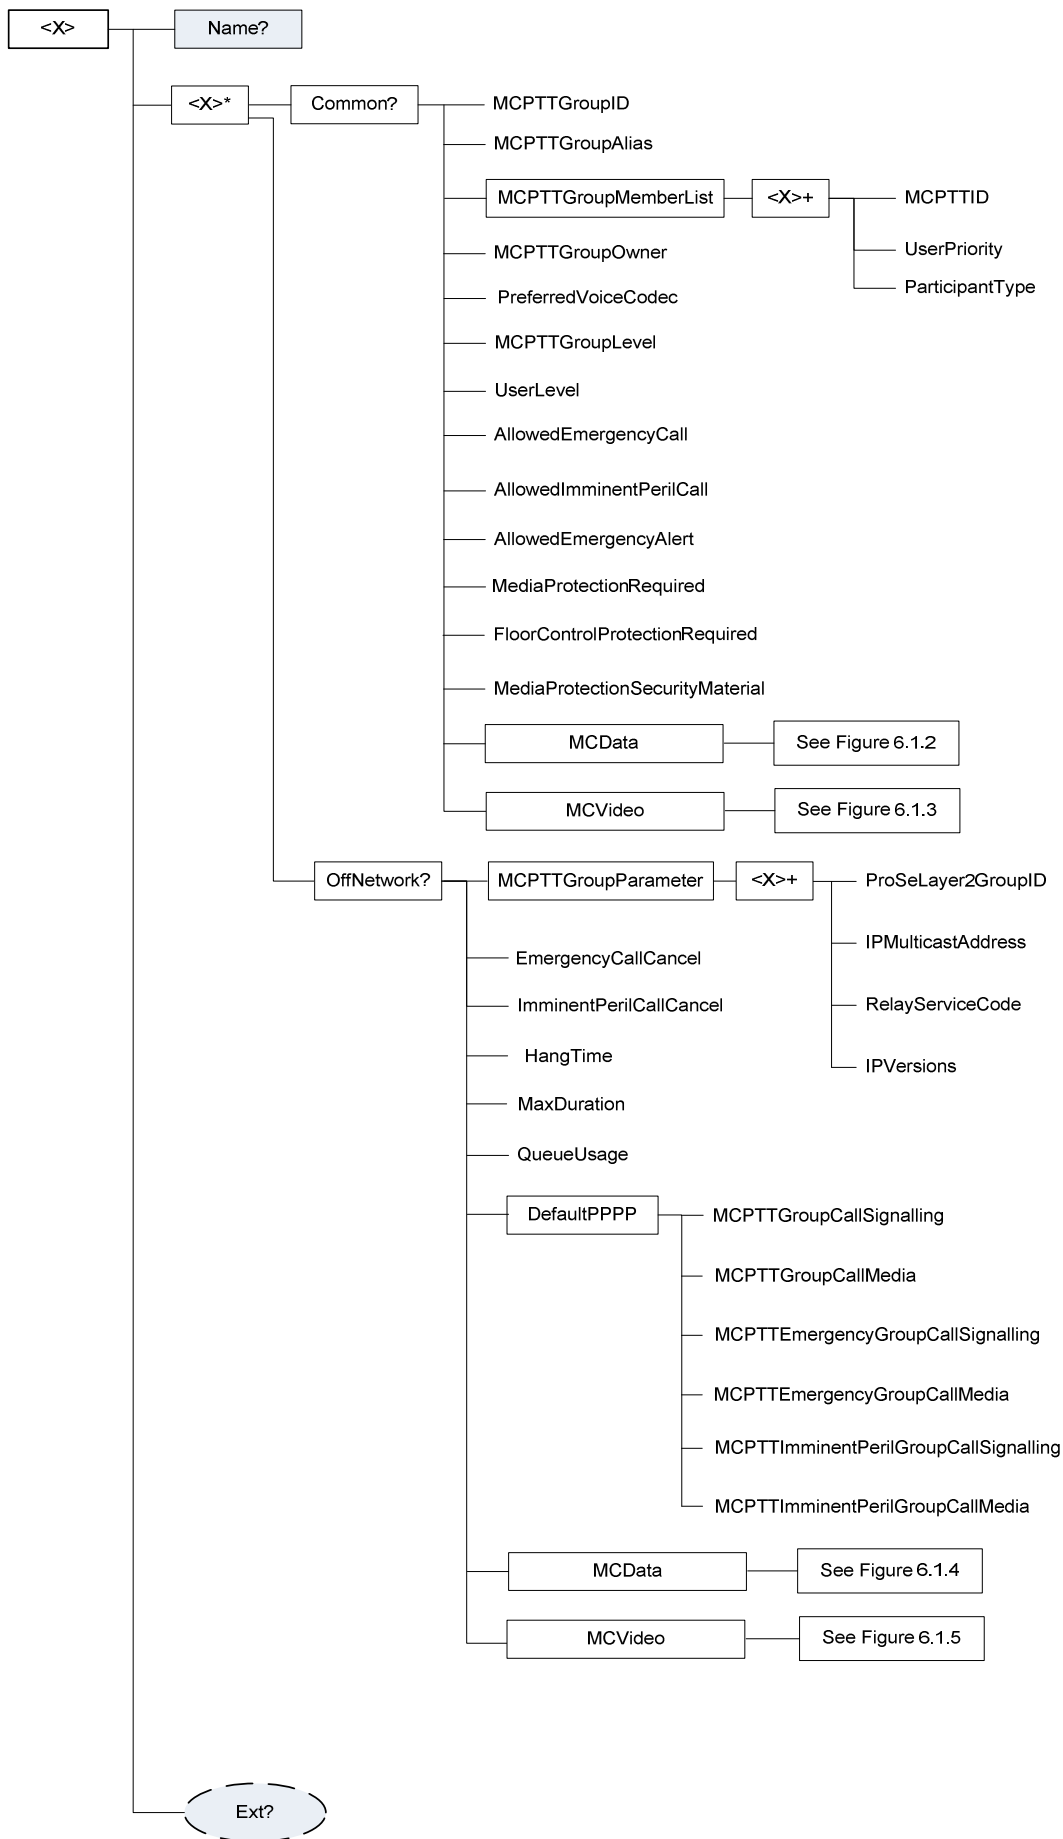 <X>
Name?
<X>*
Common?
MCPTTGroupID
MCPTTGroupAlias
MCPTTGroupMemberList
<X>+
MCPTTID
UserPriority
ParticipantType
MCPTTGroupOwner
PreferredVoiceCodec
MCPTTGroupLevel
UserLevel
AllowedEmergencyCall
AllowedImminentPerilCall
AllowedEmergencyAlert
MediaProtectionRequired
FloorControlProtectionRequired
MediaProtectionSecurityMaterial
MCData
See Figure 6.1.2
MCVideo
See Figure 6.1.3
OffNetwork?
MCPTTGroupParameter
<X>+
ProSeLayer2GroupID
IPMulticastAddress
RelayServiceCode
IPVersions
EmergencyCallCancel
ImminentPerilCallCancel
HangTime
MaxDuration
QueueUsage
DefaultPPPP
MCPTTGroupCallSignalling
MCPTTGroupCallMedia
MCPTTEmergencyGroupCallSignalling
MCPTTEmergencyGroupCallMedia
MCPTTImminentPerilGroupCallSignalling
MCPTTImminentPerilGroupCallMedia
MCData
See Figure 6.1.4
MCVideo
See Figure 6.1.5
Ext?